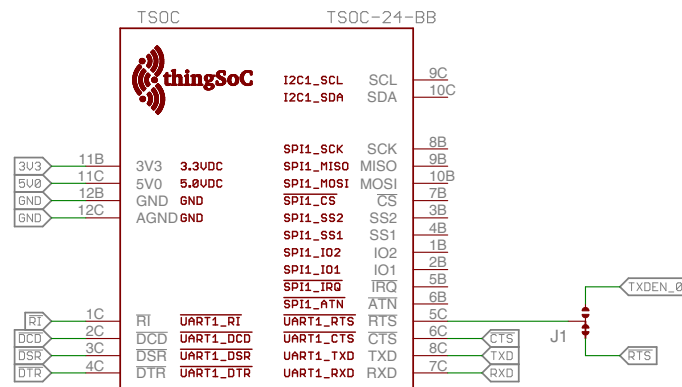 TSOC TSOC-24-BB
thingSoC
I2C1_SCL SCL 9C
I2C1_SDA SDA 10C
SPI1_SCK SCK 8B
3V3 11B 3V3 3.3VDC SPI1_MISO MISO 9B
5V0 11C 5V0 5.0VDC SPI1_MOSI MOSI 10B
GND 12B GND GND SPI1_CS CS 7B
GND 12C AGND GND SPI1_SS2 SS2 3B
SPI1_SS1 SS1 4B
SPI1_IO2 IO2 1B
SPI1_IO1 IO1 2B
SPI1_IRQ IRQ 5B
TXDEN_0
SPI1_ATN ATN 6B
RI 1C RI UART1_RI UART1_RTS RTS 5C
J1
DCD 2C DCD UART1_DCD UART1_CTS CTS 6C CTS
DSR 3C DSR UART1_DSR UART1_TXD TXD 8C TXD RTS
DTR 4C DTR UART1_DTR UART1_RXD RXD 7C RXD